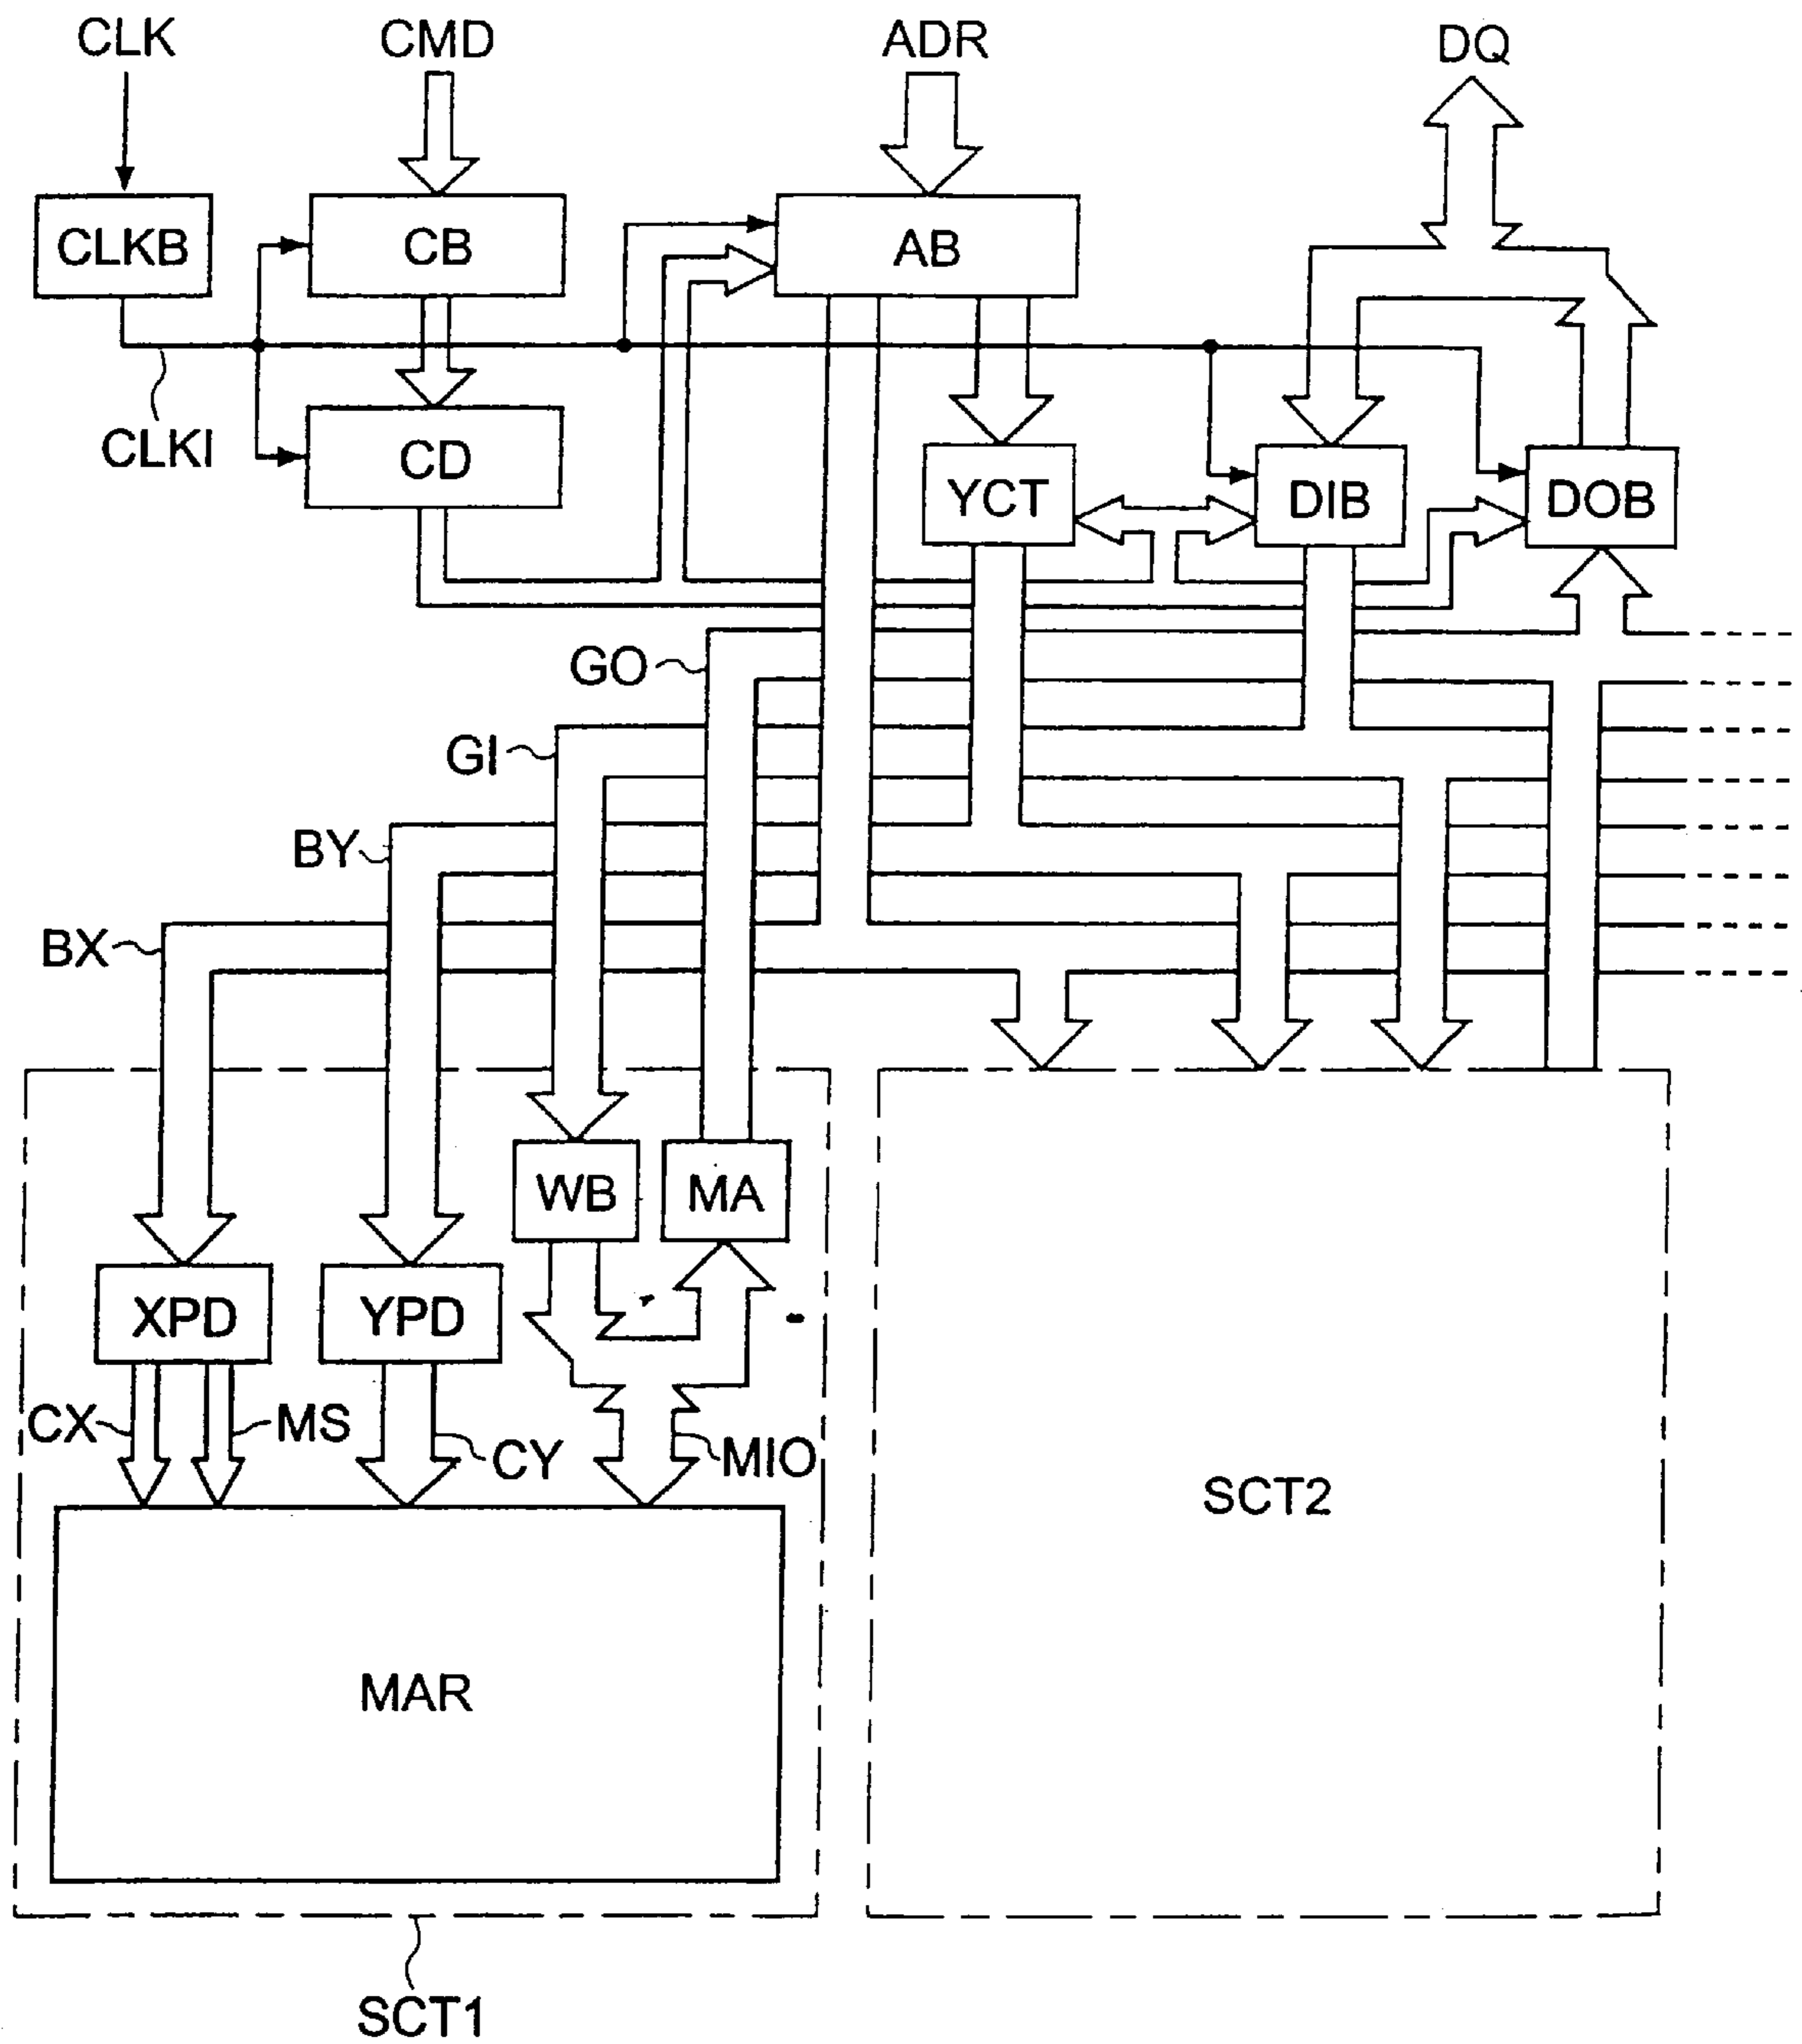 CLK CMD ADR DQ
CLKB CB AB
CLKI CD YCT DIB DOB
GO
GI
BY
BX
WB MA
XPD YPD
CX MS CY MIO
SCT2
MAR
SCT1